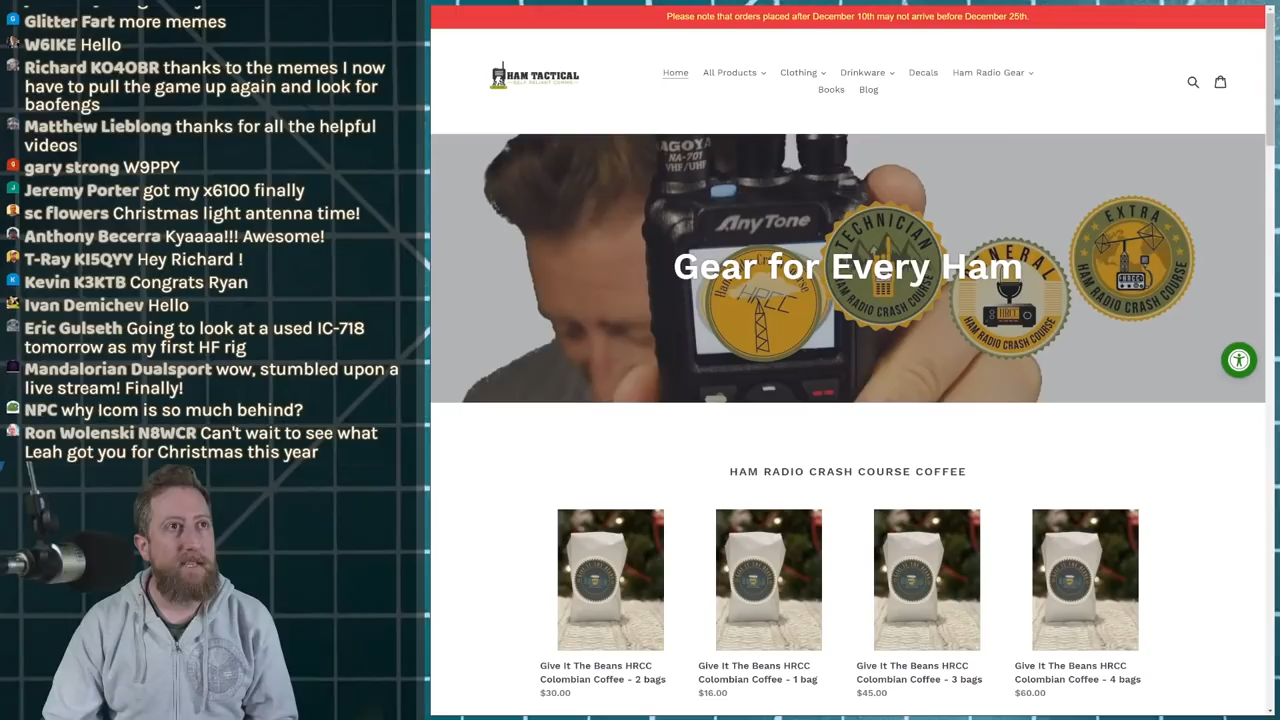 Glitter Fart more memes
W6IKE Hello
Richard KO4OBR thanks to the memes I now
have to pull the game up again and look for
baofengs
Matthew Lieblong thanks for all the helpful
videos
gary strong W9PPY
Jeremy Porter got my x6100 finally
sc flowers Christmas light antenna time!
Anthony Becerra Kyaaa!!! Awesome!
T-Ray KI5QYY Hey Richard !
Kevin K3KTB Congrats Ryan
Ivan Demichev Hello
Eric Gulseth Going to look at a used IC-718
tomorrow as my first HF rig
Mandalorian Dualsport wow, stumbled upon a
live stream! Finally!
NPC why Icom is so much behind?
Ron Wolenski N8WCR Can't wait to see what
Leah got you for Christmas this year
Please note that orders placed after December 10th may not arrive before December 25th.
HAM TACTICAL
Home All Products Clothing Drinkware Decals Ham Radio Gear
Books Blog
NAGOYA
NA-701
VHF/UHF
AnyTone
HRCC
TECHNICIAN
HAM RADIO CRASH COURSE
GENERAL
HRCC
HAM RADIO CRASH COURSE
EXTRA
HRCC
HAM RADIO CRASH COURSE
Gear for Every Ham
HAM RADIO CRASH COURSE COFFEE
Give It The Beans HRCC
Colombian Coffee - 2 bags
$30.00
Give It The Beans HRCC
Colombian Coffee - 1 bag
$16.00
Give It The Beans HRCC
Colombian Coffee - 3 bags
$45.00
Give It The Beans HRCC
Colombian Coffee - 4 bags
$60.00